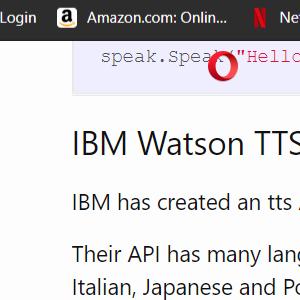 Login Amazon.com: Onlin... Ne
speak.Speak("Hello
IBM Watson TTS
IBM has created an tts
Their API has many lang
Italian, Japanese and Po